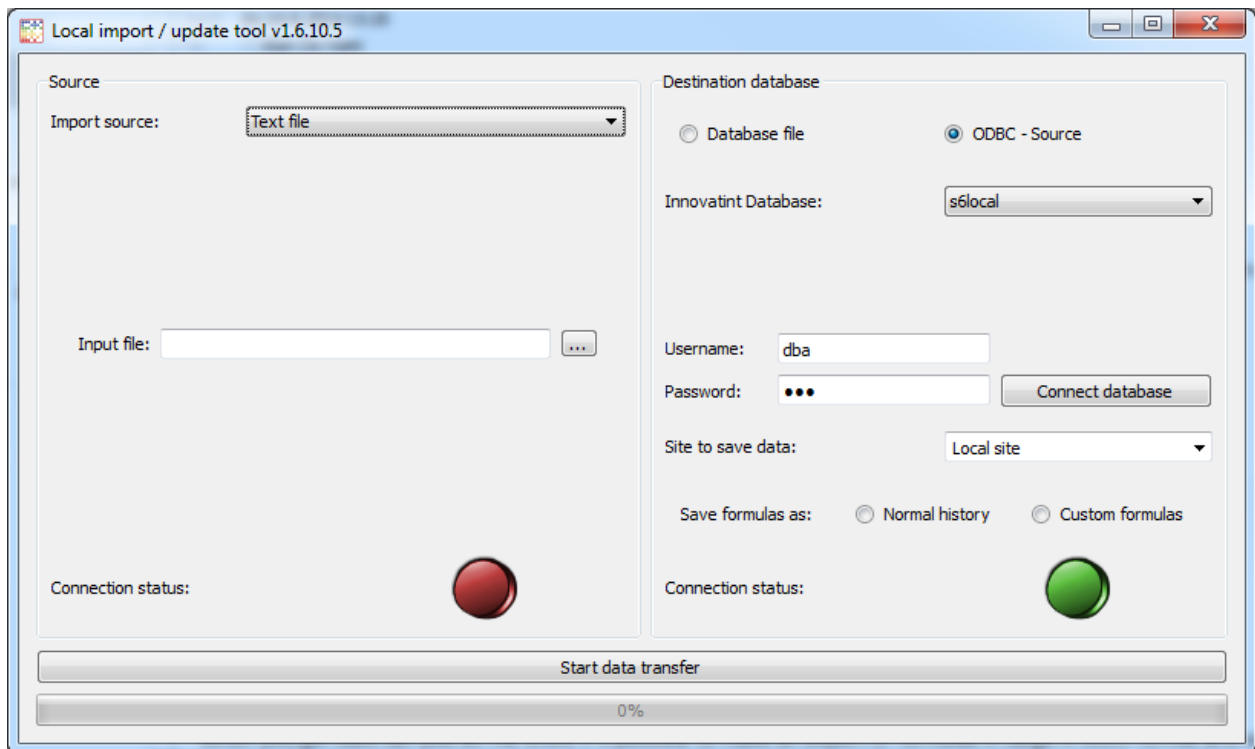 Local import / update tool v1.6.10.5
Source
Import source: Text file
Input file: ...
Connection status:
Destination database
Database file ODBC - Source
Innovatint Database: s6local
Username: dba
Password: ●●● Connect database
Site to save data: Local site
Save formulas as: Normal history Custom formulas
Connection status:
Start data transfer
0%